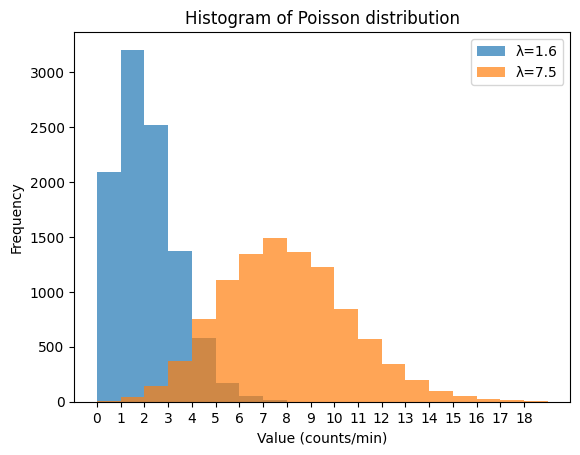 Histogram of Poisson distribution
λ=1.6
λ=7.5
Frequency
3000
2500
2000
1500
1000
500
0
0 1 2 3 4 5 6 7 8 9 10 11 12 13 14 15 16 17 18
Value (counts/min)